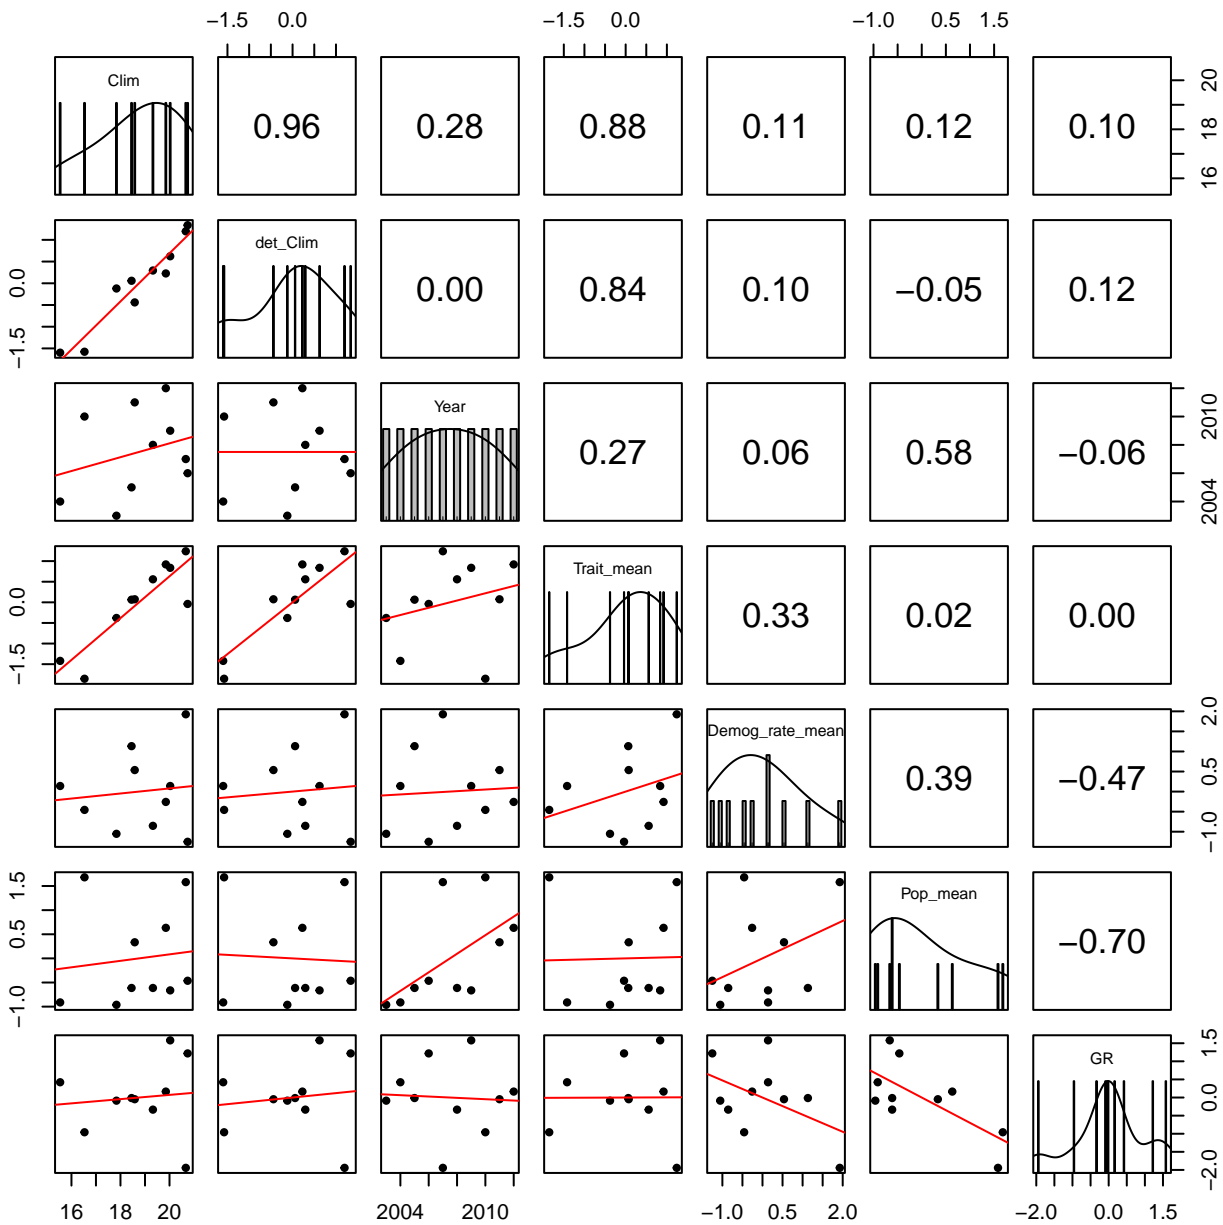 −1.5 0.0 −1.5 0.0 −1.0 0.5 1.5
Clim 0.96 0.28 0.88 0.11 0.12 0.10 16 18 20
−1.5 0.0 det_Clim 0.00 0.84 0.10 −0.05 0.12
Year 0.27 0.06 0.58 −0.06 2004 2010
−1.5 0.0 Trait_mean 0.33 0.02 0.00
Demog_rate_mean 0.39 −0.47 −1.0 0.5 2.0
−1.0 0.5 1.5 Pop_mean −0.70
GR −2.0 0.0 1.5
16 18 20 2004 2010 −1.0 0.5 2.0 −2.0 0.0 1.5